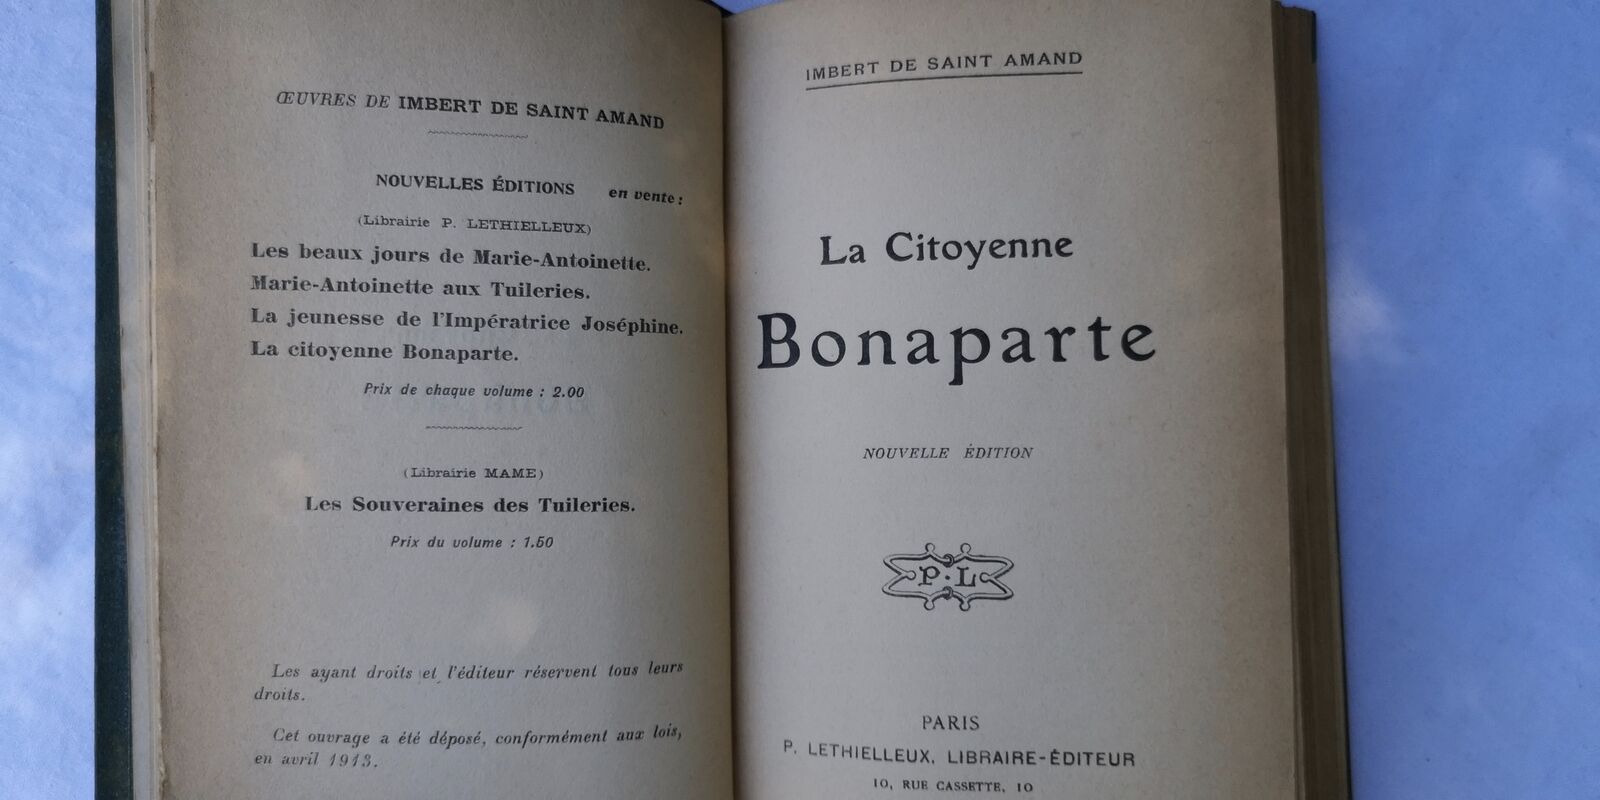 ŒUVRES DE IMBERT DE SAINT AMAND
NOUVELLES ÉDITIONS en vente :
(Librairie P. LETHIELLEUX)
Les beaux jours de Marie-Antoinette.
Marie-Antoinette aux Tuileries.
La jeunesse de l'Impératrice Joséphine.
La citoyenne Bonaparte.
Prix de chaque volume : 2.00
(Librairie MAME)
Les Souveraines des Tuileries.
Prix du volume : 1.50
Les ayant droits et l'éditeur réservent tous leurs
droits.
Cet ouvrage a été déposé, conformément aux lois,
en avril 1913.
IMBERT DE SAINT AMAND
La Citoyenne
Bonaparte
NOUVELLE ÉDITION
P. L
PARIS
P. LETHIELLEUX, LIBRAIRE-ÉDITEUR
10, RUE CASSETTE, 10